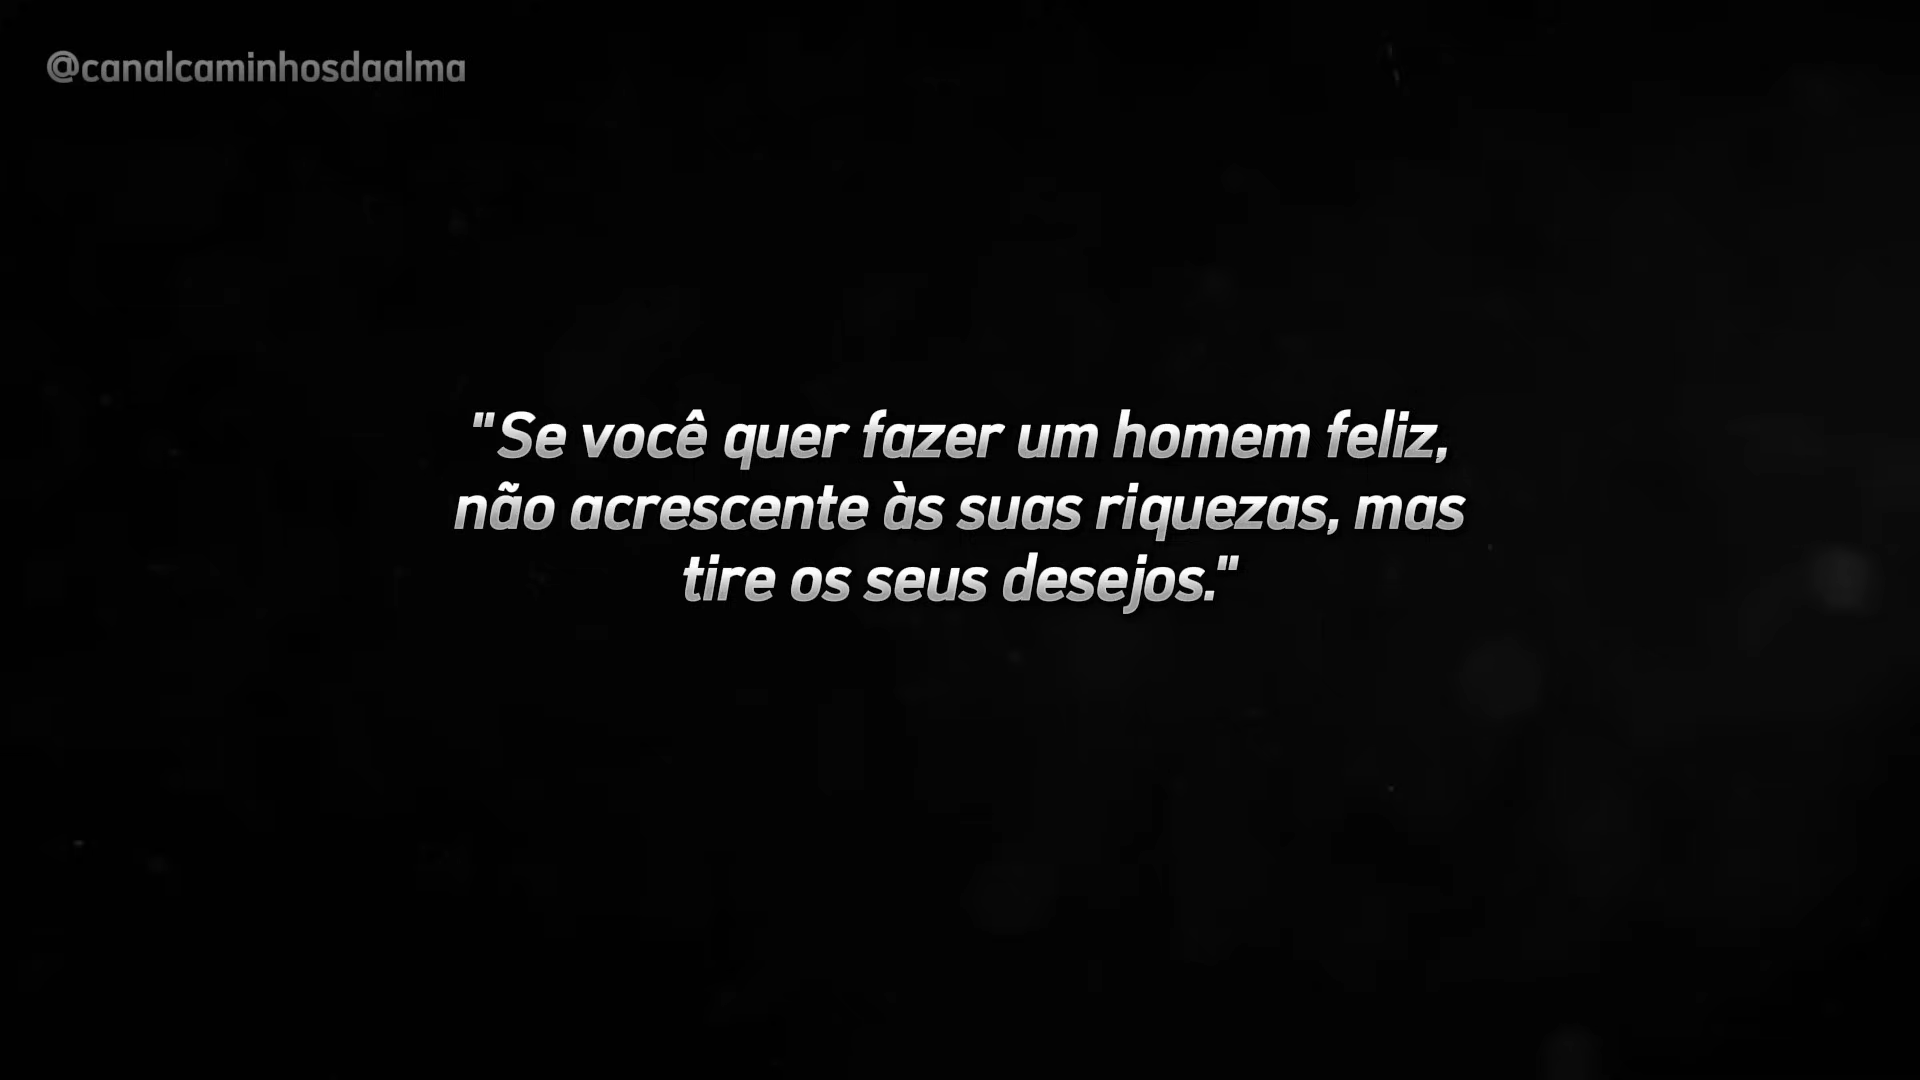 @canalcaminhosdaalma
"Se você quer fazer um homem feliz,
não acrescente às suas riquezas, mas
tire os seus desejos."